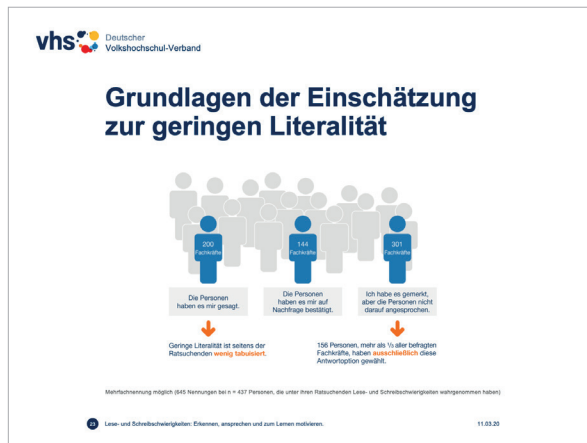 vhs
Deutscher
Volkshochschul-Verband
Grundlagen der Einschätzung
zur geringen Literalität
200
Fachkräfte
144
Fachkräfte
301
Fachkräfte
Die Personen
haben es mir gesagt.
Die Personen
haben es mir auf
Nachfrage bestätigt.
Ich habe es gemerkt,
aber die Personen nicht
darauf angesprochen.
Geringe Literalität ist seitens der
Ratsuchenden wenig tabuisiert.
156 Personen, mehr als ⅓ aller befragten
Fachkräfte, haben ausschließlich diese
Antwortoption gewählt.
Mehrfachnennung möglich (645 Nennungen bei n = 437 Personen, die unter ihren Ratsuchenden Lese- und Schreibschwierigkeiten wahrgenommen haben)
23 Lese- und Schreibschwierigkeiten: Erkennen, ansprechen und zum Lernen motivieren. 11.03.20